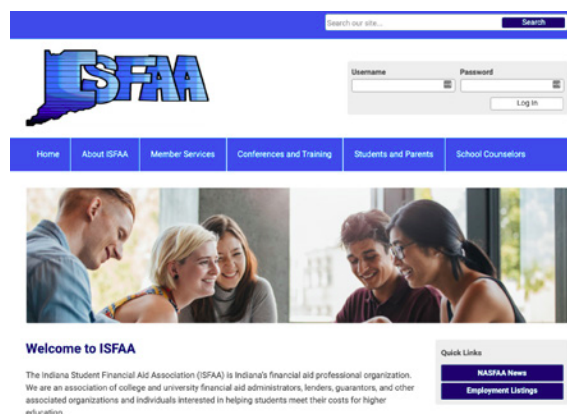 Search our site...
Search
ISFAA
Username
Password
Log In
Home
About ISFAA
Member Services
Conferences and Training
Students and Parents
School Counselors
Welcome to ISFAA
The Indiana Student Financial Aid Association (ISFAA) is Indiana's financial aid professional organization.
We are an association of college and university financial aid administrators, lenders, guarantors, and other
associated organizations and individuals interested in helping students meet their costs for higher
education.
Quick Links
NASFAA News
Employment Listings